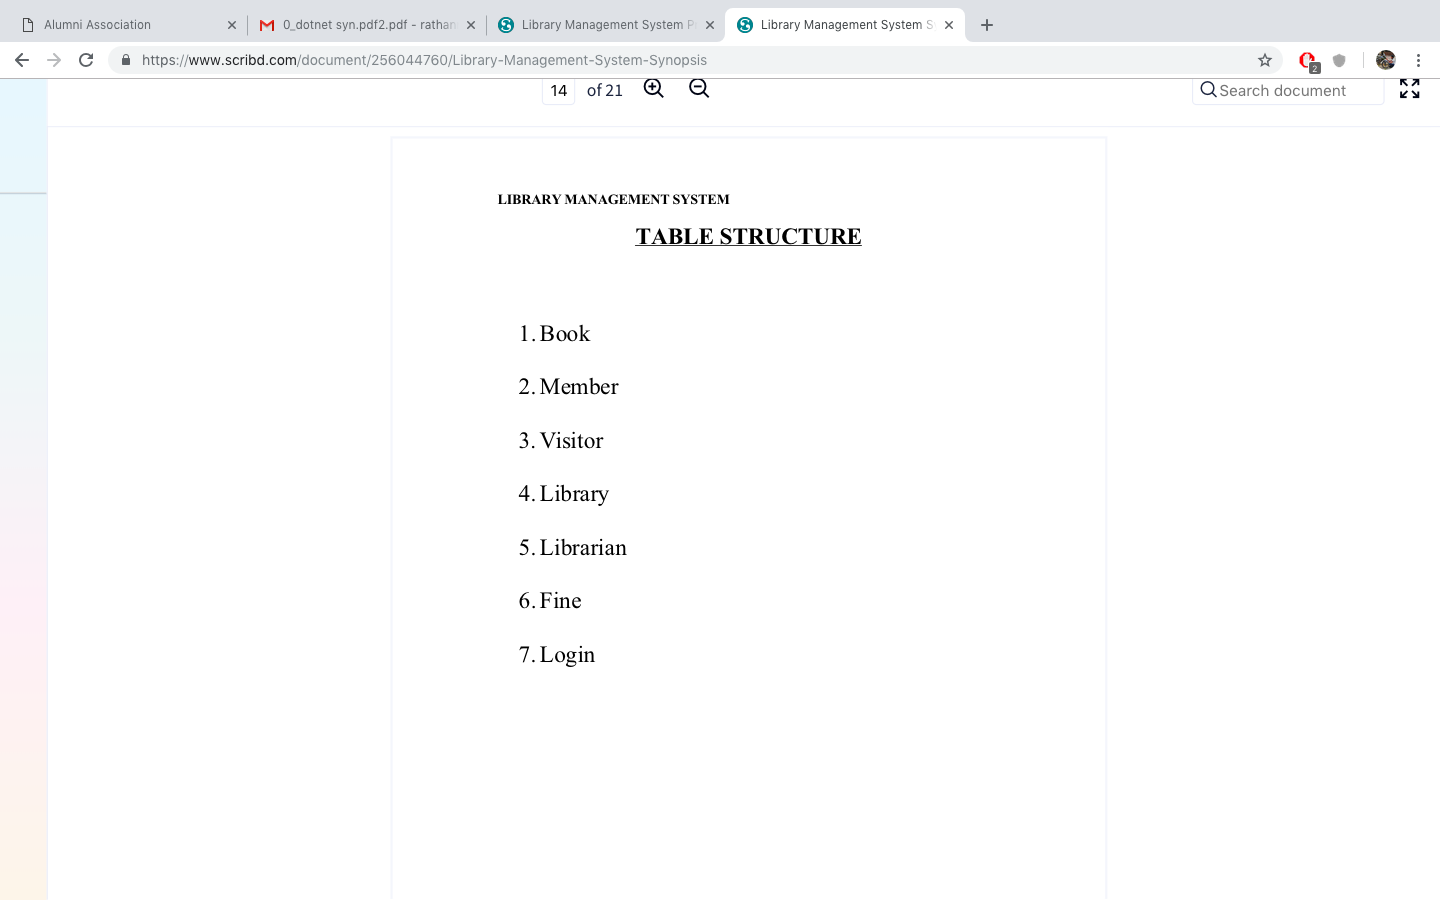 Alumni Association
0_dotnet syn.pdf2.pdf - rathan
Library Management System P
Library Management System S
https://www.scribd.com/document/256044760/Library-Management-System-Synopsis
2
14 of 21
Search document
LIBRARY MANAGEMENT SYSTEM
TABLE STRUCTURE
1. Book
2. Member
3. Visitor
4. Library
5. Librarian
6. Fine
7. Login